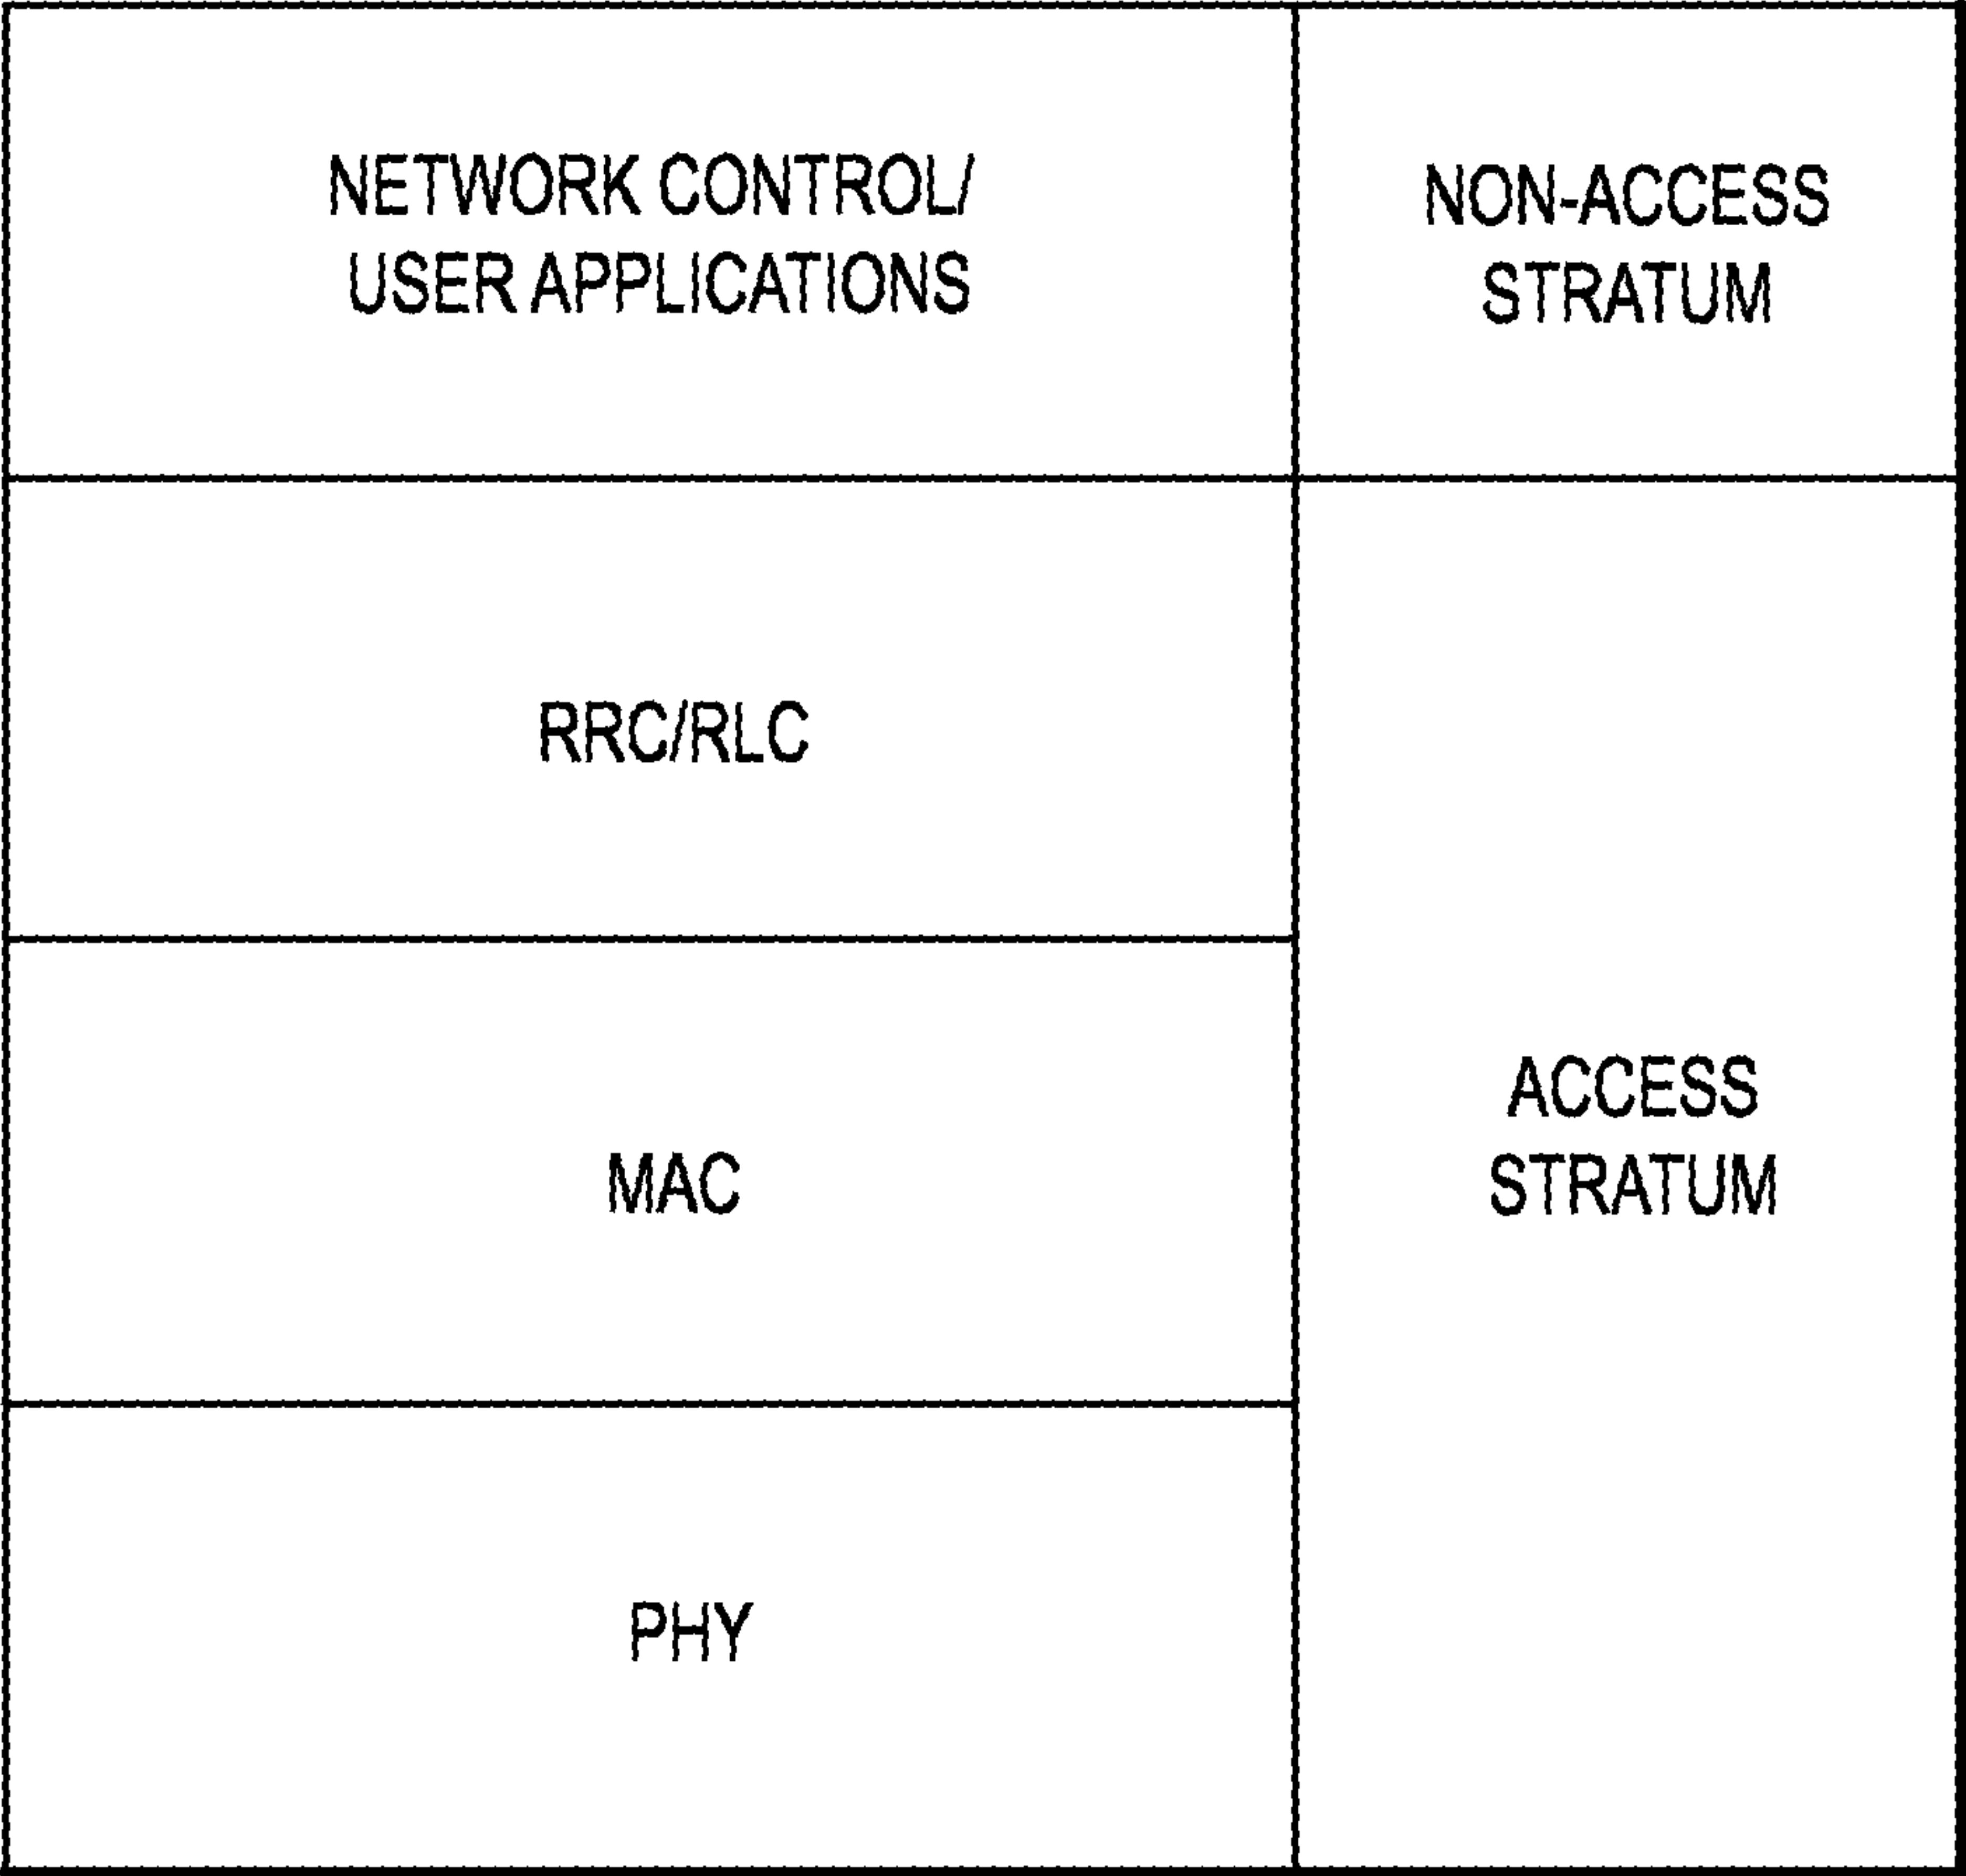 NETWORK CONTROL/
USER APPLICATIONS
NON-ACCESS
STRATUM
RRC/RLC
MAC
ACCESS
STRATUM
PHY